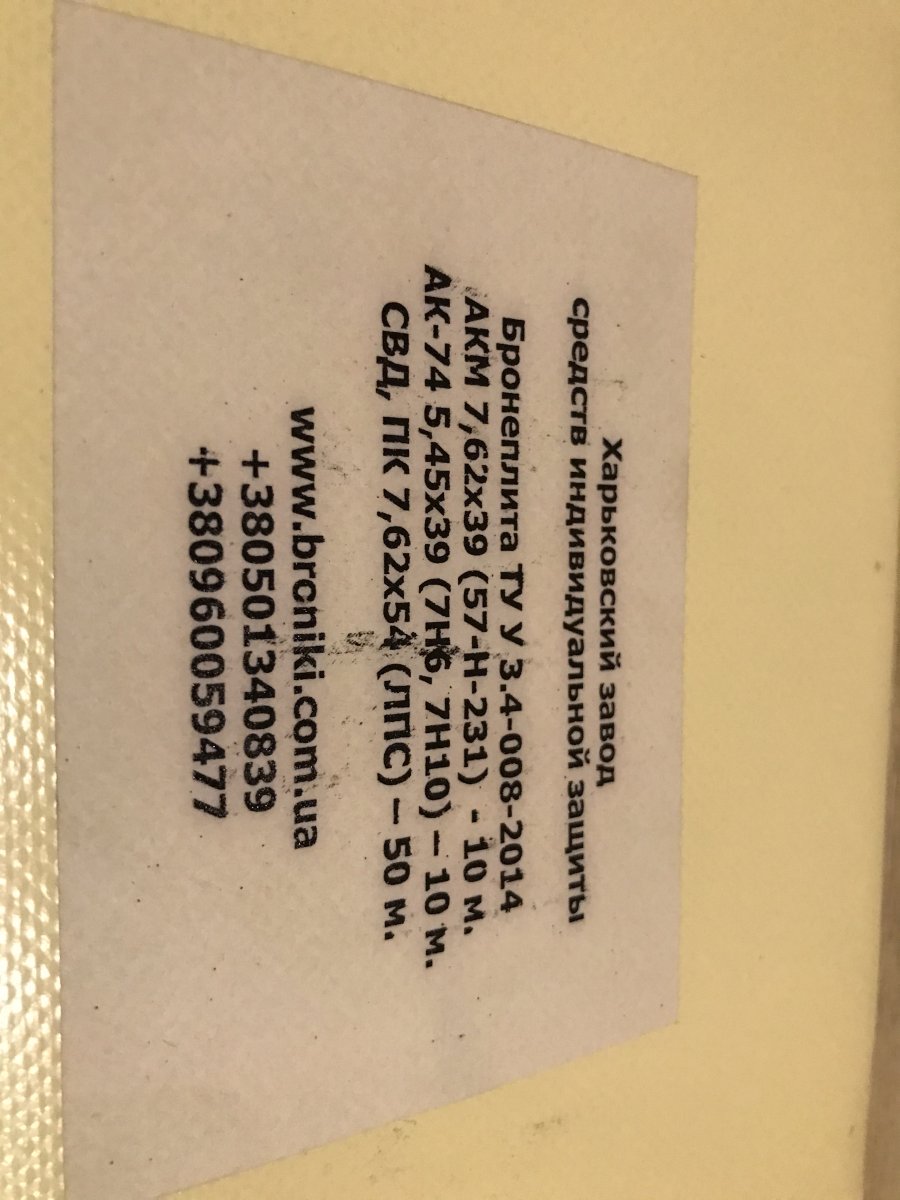 Харьковский завод
средств индивидуальной защиты
Бронеплита ТУ У 3.4-008-2014
АКМ 7,62х39 (57-Н-231) - 10 м.
АК-74 5,45х39 (7Н6, 7Н10) – 10 м.
СВД, ПК 7,62х54 (ЛПС) – 50 м.
www.broniki.com.ua
+380501340839
+380960059477